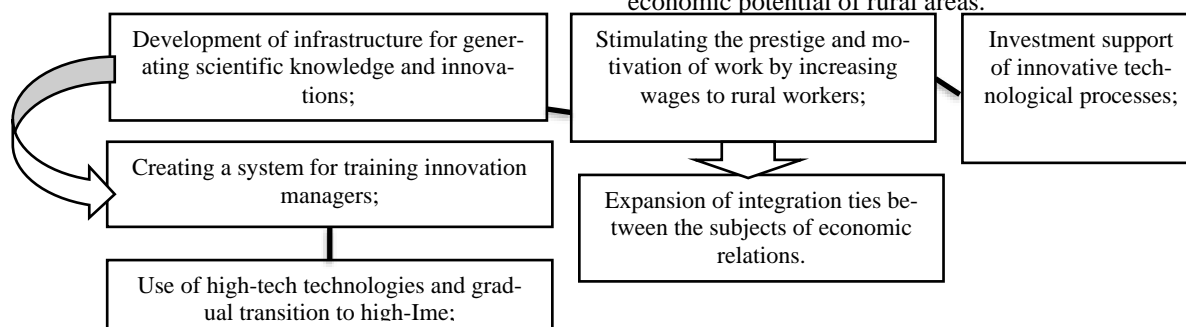 economic potential of rural areas.
Development of infrastructure for gener-
ating scientific knowledge and innova-
tions;
Stimulating the prestige and mo-
tivation of work by increasing
wages to rural workers;
Investment support
of innovative tech-
nological processes;
Creating a system for training innovation
managers;
Expansion of integration ties be-
tween the subjects of economic
relations.
Use of high-tech technologies and grad-
ual transition to high-Ime;